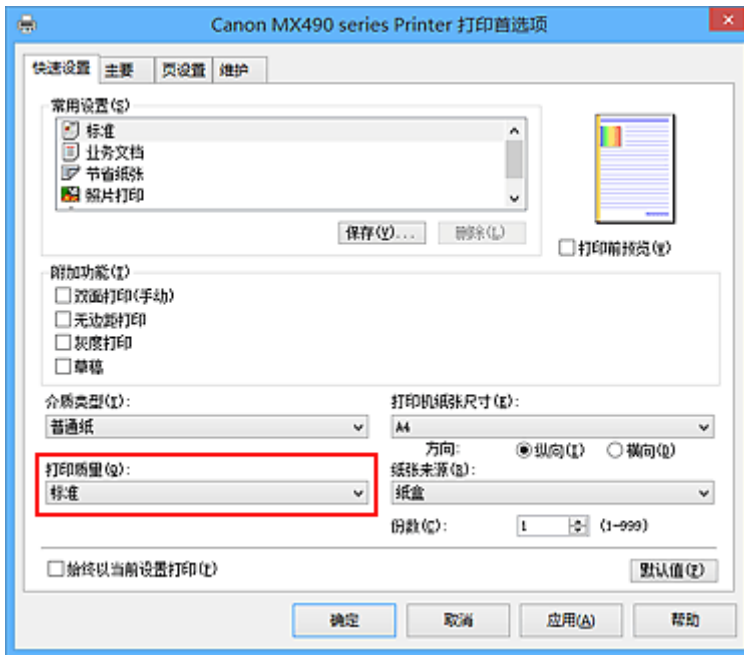 Canon MX490 series Printer 打印首选项
快速设置 主要 页设置 维护
常用设置(S)
标准
业务文档
节省纸张
照片打印
保存(V)... 删除(L)
打印前预览(W)
附加功能(I)
双面打印(手动)
无边距打印
灰度打印
草稿
介质类型(I): 打印机纸张尺寸(E):
普通纸 A4
方向: 纵向(I) 横向(D)
打印质量(Q): 纸张来源(R):
标准 纸盒
份数(C): 1 (1-999)
始终以当前设置打印(T) 默认值(F)
确定 取消 应用(A) 帮助